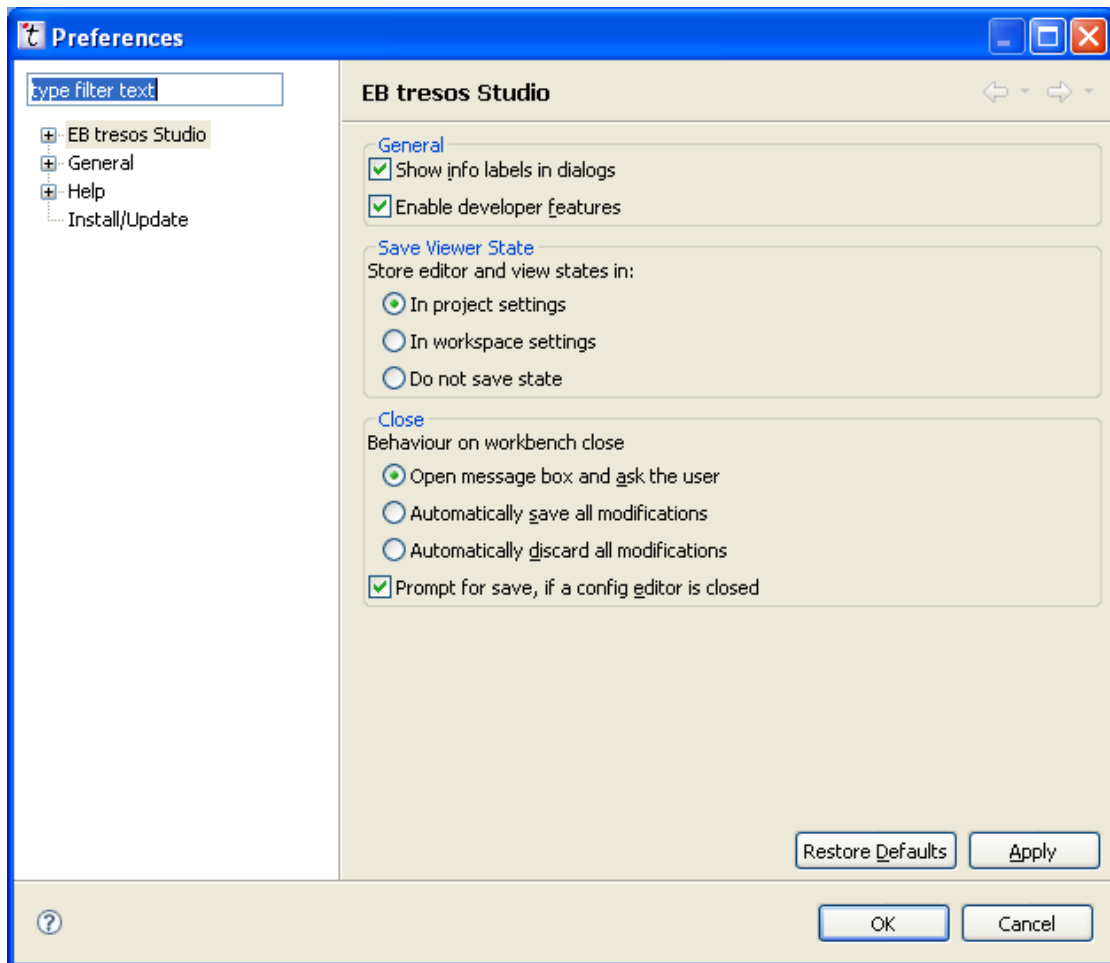 Preferences
type filter text
EB tresos Studio
General
Help
Install/Update
EB tresos Studio
General
Show info labels in dialogs
Enable developer features
Save Viewer State
Store editor and view states in:
In project settings
In workspace settings
Do not save state
Close
Behaviour on workbench close
Open message box and ask the user
Automatically save all modifications
Automatically discard all modifications
Prompt for save, if a config editor is closed
Restore Defaults Apply
OK Cancel